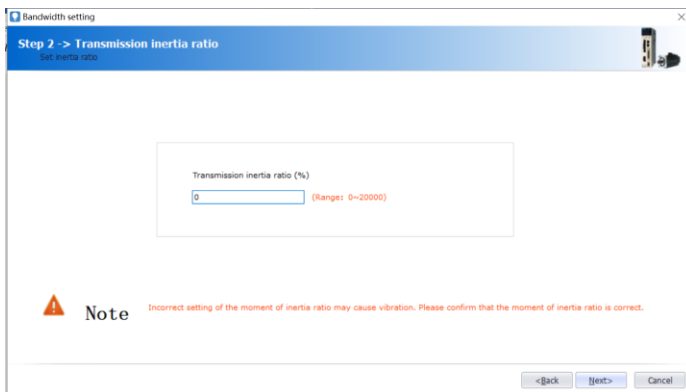 Bandwidth setting
Step 2 -> Transmission inertia ratio
Set inertia ratio
Transmission inertia ratio (%)
0
(Range: 0~20000)
Note
Incorrect setting of the moment of inertia ratio may cause vibration. Please confirm that the moment of inertia ratio is correct.
<Back
Next>
Cancel